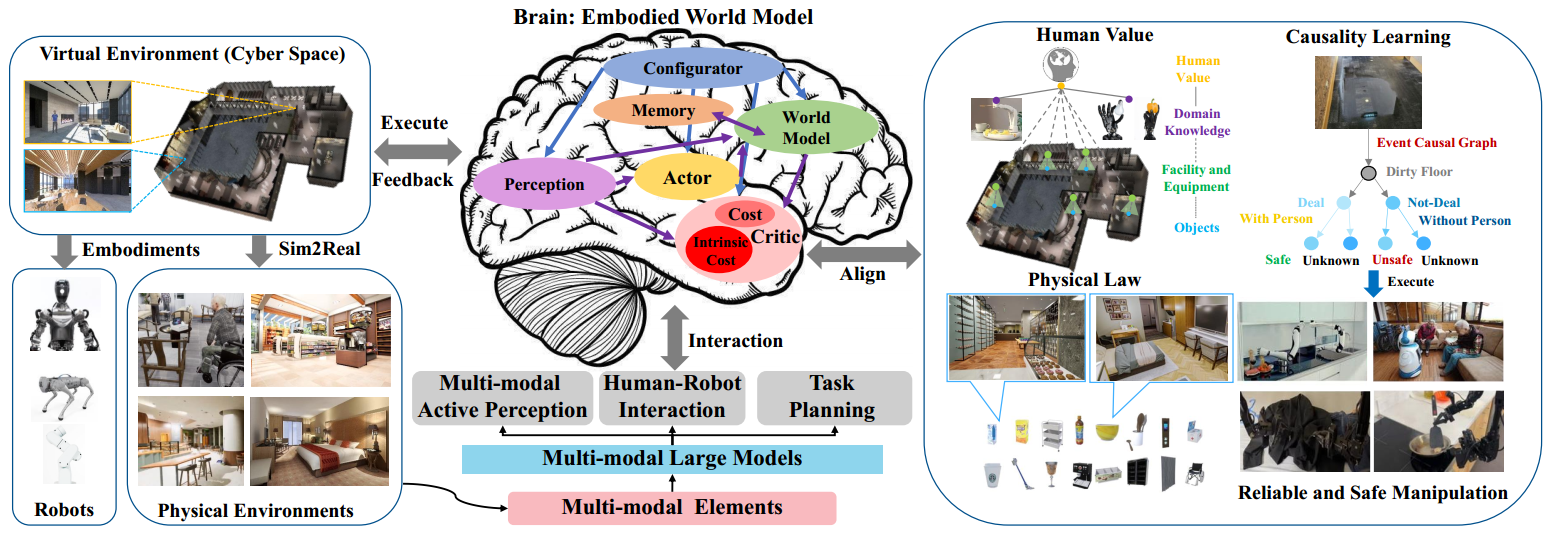 Brain: Embodied World Model
Virtual Environment (Cyber Space)
Execute
Feedback
Embodiments
Sim2Real
Robots
Physical Environments
Configurator
Memory
World
Model
Perception
Actor
Cost
Intrinsic
Cost
Critic
Interaction
Align
Multi-modal
Active Perception
Human-Robot
Interaction
Task
Planning
Multi-modal Large Models
Multi-modal Elements
Human Value
Human
Value
Domain
Knowledge
Facility and
Equipment
Objects
Physical Law
Causality Learning
Event Causal Graph
Dirty Floor
Deal
Not-Deal
With Person
Without Person
Safe
Unknown
Unsafe
Unknown
Execute
Reliable and Safe Manipulation